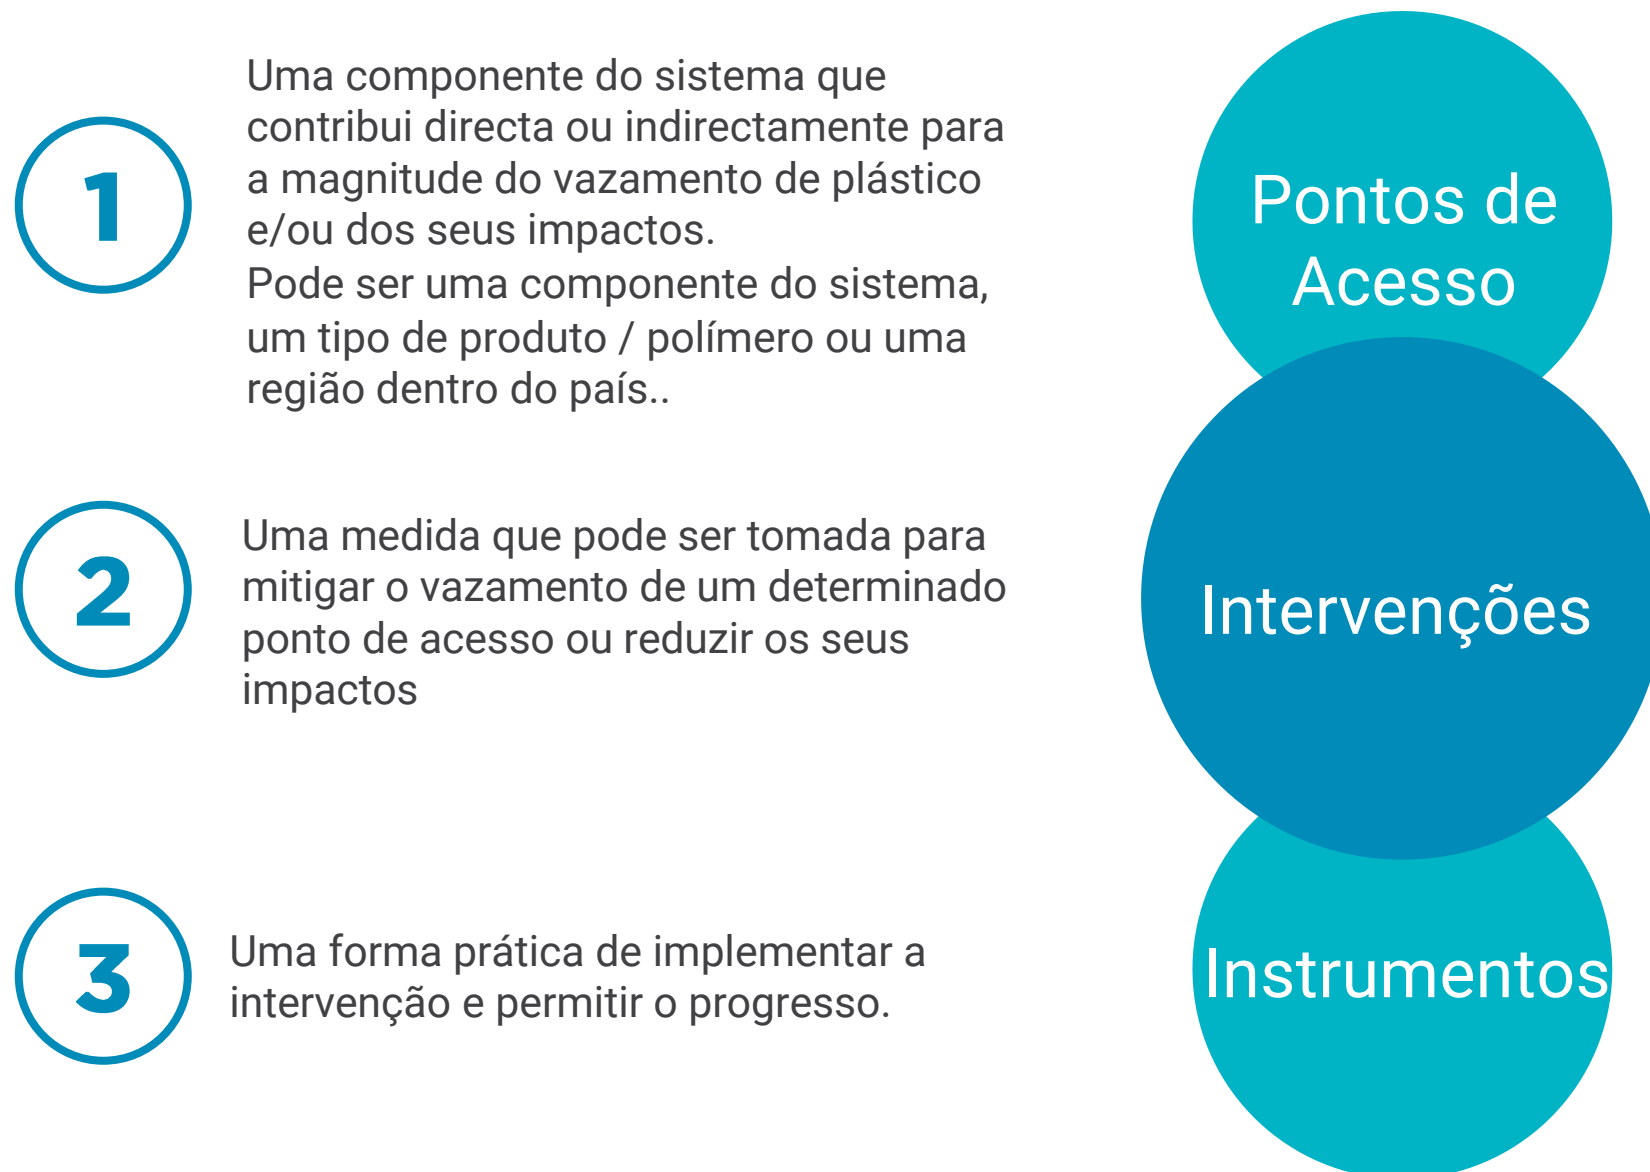 1
Uma componente do sistema que
contribui directa ou indirectamente para
a magnitude do vazamento de plástico
e/ou dos seus impactos.
Pode ser uma componente do sistema,
um tipo de produto / polímero ou uma
região dentro do país..
Pontos de
Acesso
2
Uma medida que pode ser tomada para
mitigar o vazamento de um determinado
ponto de acesso ou reduzir os seus
impactos
Intervenções
3
Uma forma prática de implementar a
intervenção e permitir o progresso.
Instrumentos